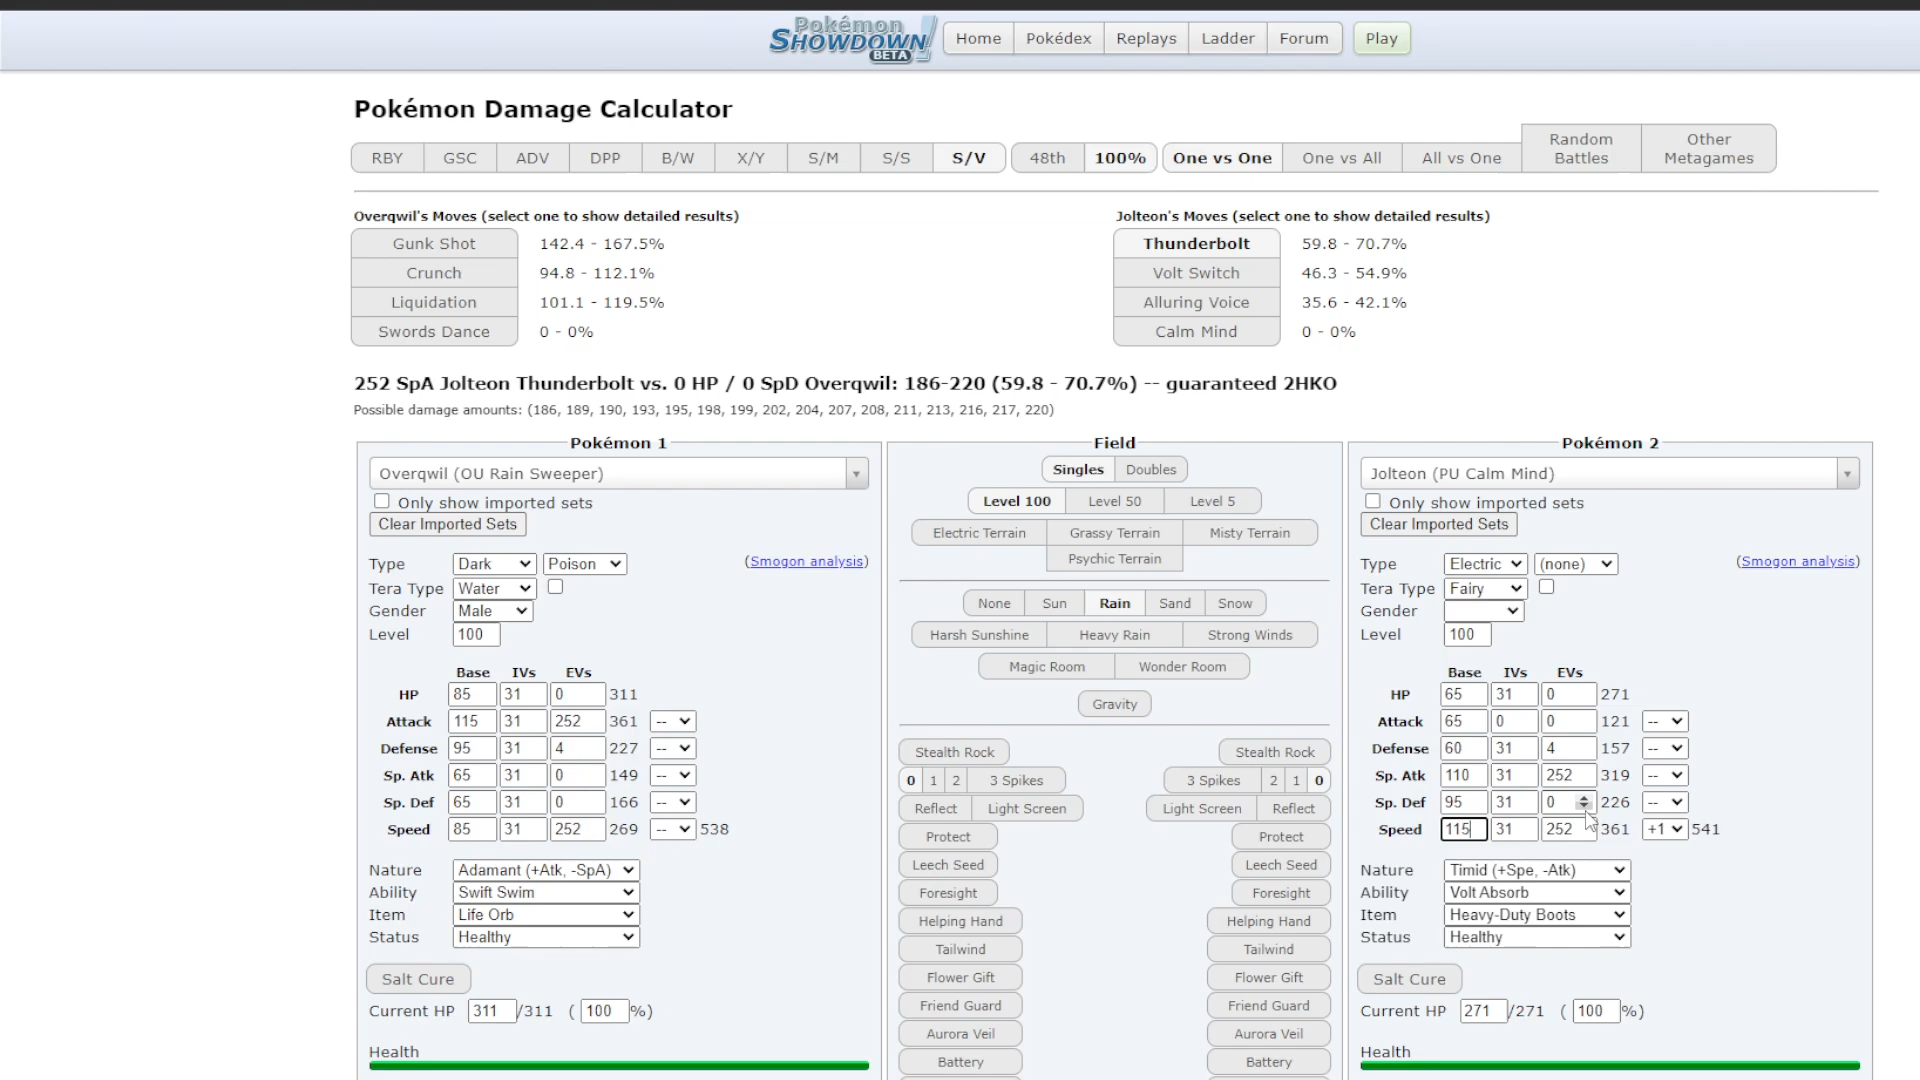 Pokémon
SHOWDOWN
BETA
Home Pokédex Replays Ladder Forum Play
Pokémon Damage Calculator
RBY GSC ADV DPP B/W X/Y S/M S/S S/V 48th 100% One vs One One vs All All vs One Random Battles Other Metagames
Overqwil's Moves (select one to show detailed results) Jolteon's Moves (select one to show detailed results)
Gunk Shot 142.4 - 167.5% Thunderbolt 59.8 - 70.7%
Crunch 94.8 - 112.1% Volt Switch 46.3 - 54.9%
Liquidation 101.1 - 119.5% Alluring Voice 35.6 - 42.1%
Swords Dance 0 - 0% Calm Mind 0 - 0%
252 SpA Jolteon Thunderbolt vs. 0 HP / 0 SpD Overqwil: 186-220 (59.8 - 70.7%) -- guaranteed 2HKO
Possible damage amounts: (186, 189, 190, 193, 195, 198, 199, 202, 204, 207, 208, 211, 213, 216, 217, 220)
Pokémon 1
Overqwil (OU Rain Sweeper)
Only show imported sets
Clear Imported Sets
Type Dark Poison (Smogon analysis)
Tera Type Water
Gender Male
Level 100
Base IVs EVs
HP 85 31 0 311
Attack 115 31 252 361 --
Defense 95 31 4 227 --
Sp. Atk 65 31 0 149 --
Sp. Def 65 31 0 166 --
Speed 85 31 252 269 -- 538
Nature Adamant (+Atk, -SpA)
Ability Swift Swim
Item Life Orb
Status Healthy
Salt Cure
Current HP 311 /311 ( 100 %)
Health
Field
Singles Doubles
Level 100 Level 50 Level 5
Electric Terrain Grassy Terrain Misty Terrain
Psychic Terrain
None Sun Rain Sand Snow
Harsh Sunshine Heavy Rain Strong Winds
Magic Room Wonder Room
Gravity
Stealth Rock Stealth Rock
0 1 2 3 Spikes 3 Spikes 2 1 0
Reflect Light Screen Light Screen Reflect
Protect Protect
Leech Seed Leech Seed
Foresight Foresight
Helping Hand Helping Hand
Tailwind Tailwind
Flower Gift Flower Gift
Friend Guard Friend Guard
Aurora Veil Aurora Veil
Battery Battery
Pokémon 2
Jolteon (PU Calm Mind)
Only show imported sets
Clear Imported Sets
Type Electric (none) (Smogon analysis)
Tera Type Fairy
Gender
Level 100
Base IVs EVs
HP 65 31 0 271
Attack 65 0 0 121 --
Defense 60 31 4 157 --
Sp. Atk 110 31 252 319 --
Sp. Def 95 31 0 226 --
Speed 115 31 252 361 +1 541
Nature Timid (+Spe, -Atk)
Ability Volt Absorb
Item Heavy-Duty Boots
Status Healthy
Salt Cure
Current HP 271 /271 ( 100 %)
Health